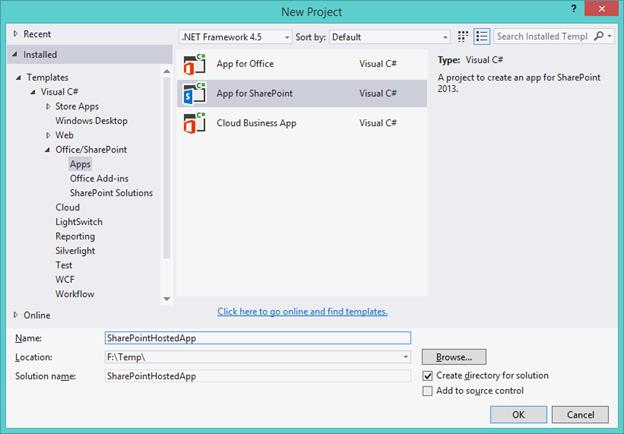 New Project
? x
Recent
Installed
Templates
Visual C#
Store Apps
Windows Desktop
Web
Office/SharePoint
Apps
Office Add-ins
SharePoint Solutions
Cloud
LightSwitch
Reporting
Silverlight
Test
WCF
Workflow
Online
.NET Framework 4.5 Sort by: Default
Search Installed Templ
C# App for Office Visual C#
C# App for SharePoint Visual C#
C# Cloud Business App Visual C#
Type: Visual C#
A project to create an app for SharePoint
2013.
Click here to go online and find templates.
Name: SharePointHostedApp
Location: F:\Temp\ Browse...
Solution name: SharePointHostedApp
Create directory for solution
Add to source control
OK Cancel